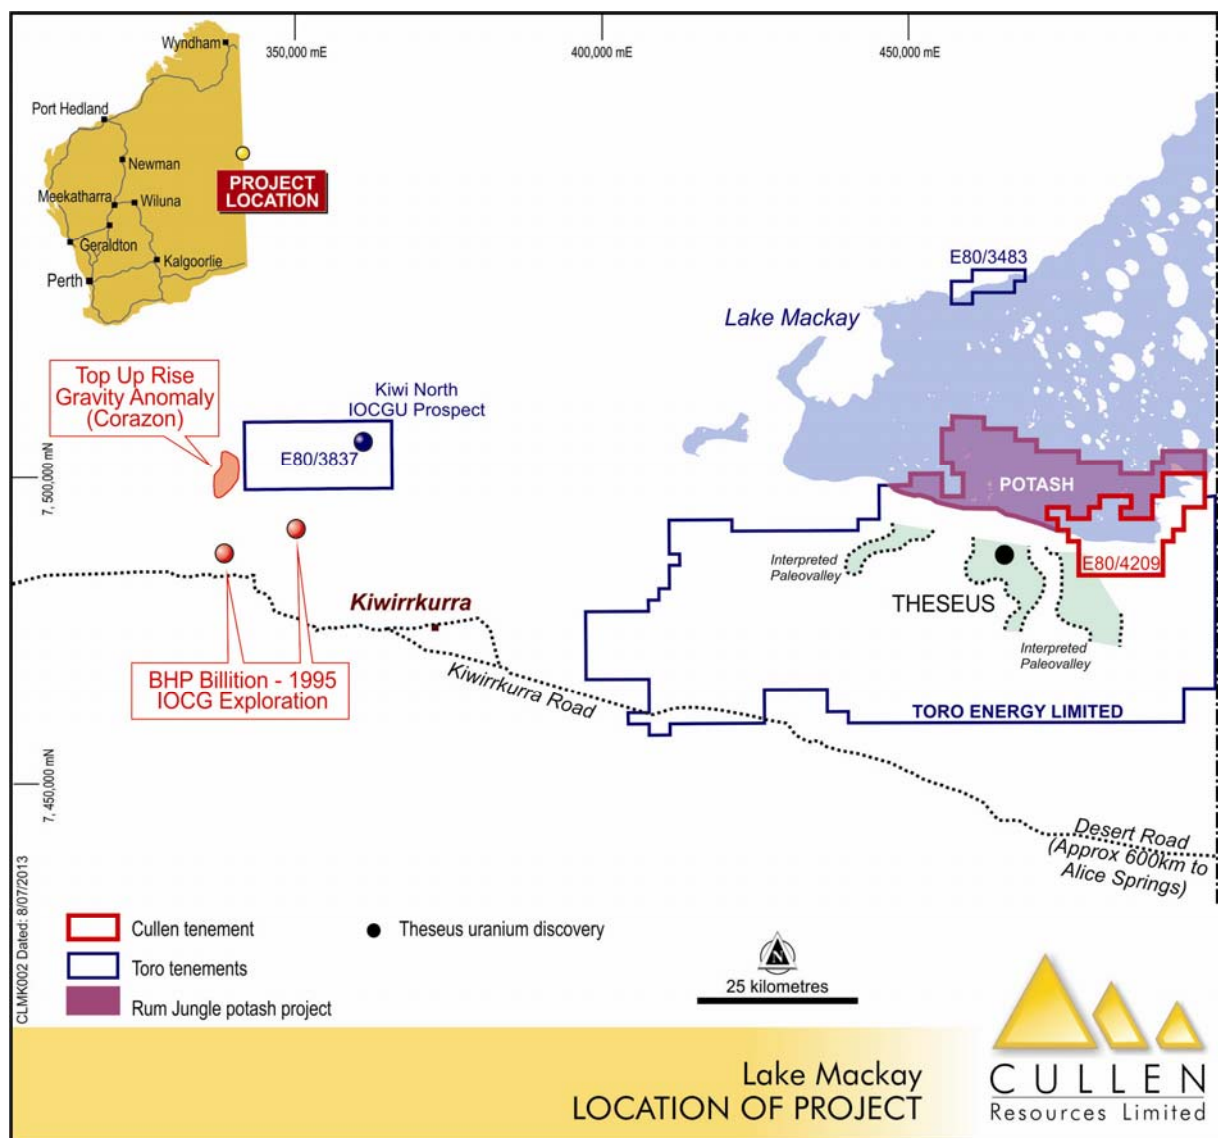 350,000 mE
400,000 mE
450,000 mE
Wyndham
Port Hedland
Newman
Meekatharra
Wiluna
Geraldton
Kalgoorlie
Perth
PROJECT
LOCATION
E80/3483
Lake Mackay
Top Up Rise
Gravity Anomaly
(Corazon)
Kiwi North
IOCGU Prospect
E80/3837
7, 500,000 mN
POTASH
E80/4209
Interpreted
Paleovalley
THESEUS
Interpreted
Paleovalley
Kiwirrkurra
BHP Billition - 1995
IOCG Exploration
Kiwirrkurra Road
TORO ENERGY LIMITED
7, 450,000 mN
Desert Road
(Approx 600km to
Alice Springs)
CLMK002 Dated: 8/07/2013
Cullen tenement
Theseus uranium discovery
Toro tenements
Rum Jungle potash project
N
25 kilometres
Lake Mackay
LOCATION OF PROJECT
CULLEN
Resources Limited